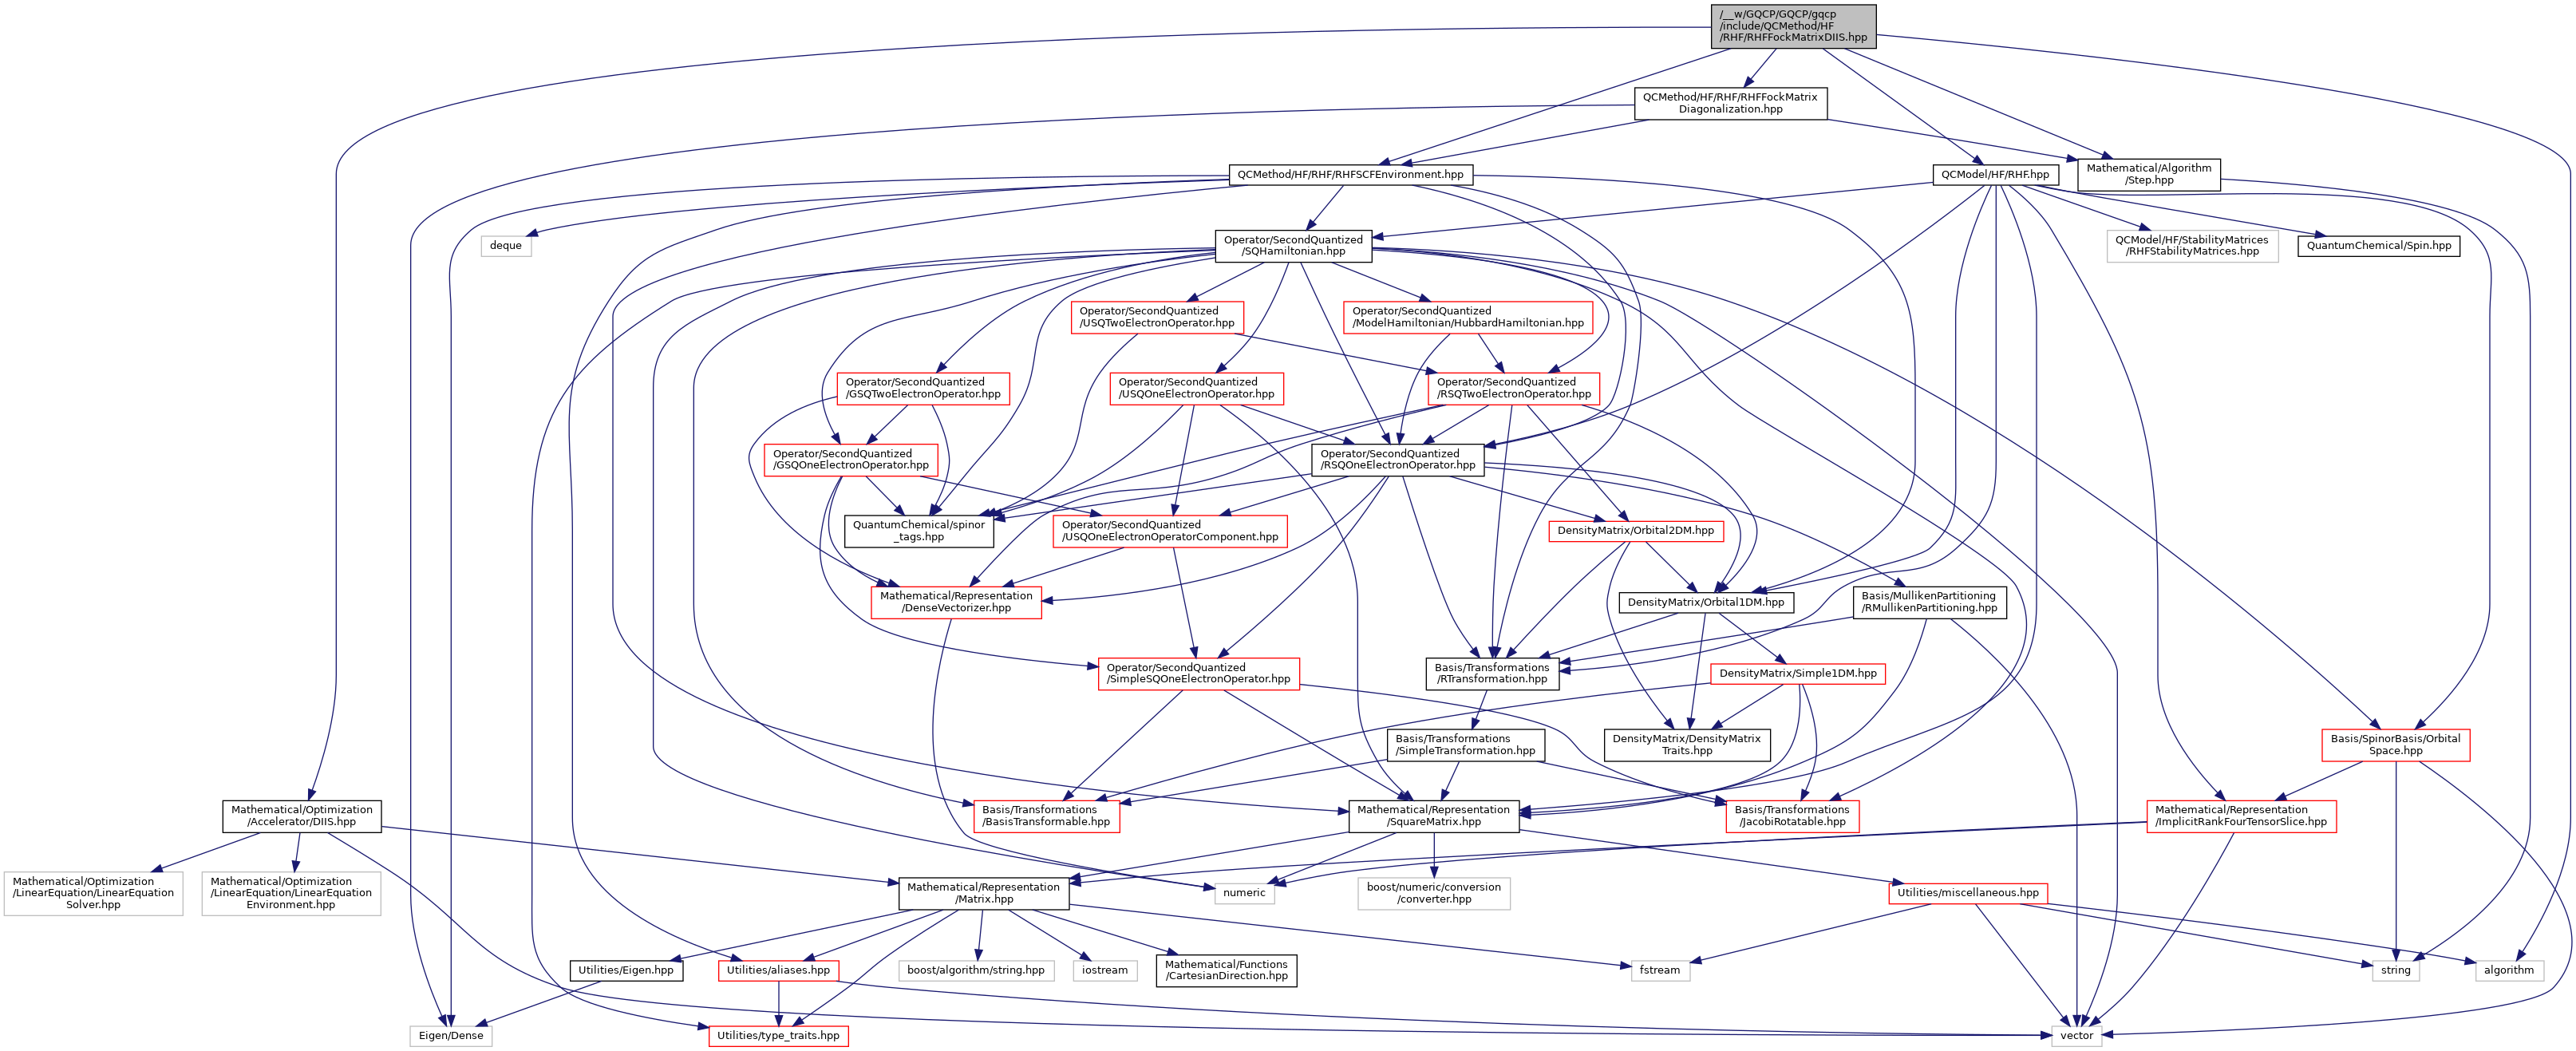 /__w/GQCP/GQCP/gqcp
/include/QCMethod/HF
/RHF/RHFFockMatrixDIIS.hpp
QCMethod/HF/RHF/RHFFockMatrix
Diagonalization.hpp
QCMethod/HF/RHF/RHFSCFEnvironment.hpp
QCModel/HF/RHF.hpp
Mathematical/Algorithm
/Step.hpp
deque
Operator/SecondQuantized
/SQHamiltonian.hpp
QCModel/HF/StabilityMatrices
/RHFStabilityMatrices.hpp
QuantumChemical/Spin.hpp
Operator/SecondQuantized
/USQTwoElectronOperator.hpp
Operator/SecondQuantized
/ModelHamiltonian/HubbardHamiltonian.hpp
Operator/SecondQuantized
/GSQTwoElectronOperator.hpp
Operator/SecondQuantized
/USQOneElectronOperator.hpp
Operator/SecondQuantized
/RSQTwoElectronOperator.hpp
Operator/SecondQuantized
/GSQOneElectronOperator.hpp
Operator/SecondQuantized
/RSQOneElectronOperator.hpp
QuantumChemical/spinor
_tags.hpp
Operator/SecondQuantized
/USQOneElectronOperatorComponent.hpp
DensityMatrix/Orbital2DM.hpp
Mathematical/Representation
/DenseVectorizer.hpp
DensityMatrix/Orbital1DM.hpp
Basis/MullikenPartitioning
/RMullikenPartitioning.hpp
Operator/SecondQuantized
/SimpleSQOneElectronOperator.hpp
Basis/Transformations
/RTransformation.hpp
DensityMatrix/Simple1DM.hpp
Basis/Transformations
/SimpleTransformation.hpp
DensityMatrix/DensityMatrix
Traits.hpp
Basis/SpinorBasis/Orbital
Space.hpp
Mathematical/Optimization
/Accelerator/DIIS.hpp
Basis/Transformations
/BasisTransformable.hpp
Mathematical/Representation
/SquareMatrix.hpp
Basis/Transformations
/JacobiRotatable.hpp
Mathematical/Representation
/ImplicitRankFourTensorSlice.hpp
Mathematical/Optimization
/LinearEquation/LinearEquation
Solver.hpp
Mathematical/Optimization
/LinearEquation/LinearEquation
Environment.hpp
Mathematical/Representation
/Matrix.hpp
numeric
boost/numeric/conversion
/converter.hpp
Utilities/miscellaneous.hpp
Utilities/Eigen.hpp
Utilities/aliases.hpp
boost/algorithm/string.hpp
iostream
Mathematical/Functions
/CartesianDirection.hpp
fstream
string
algorithm
Eigen/Dense
Utilities/type_traits.hpp
vector